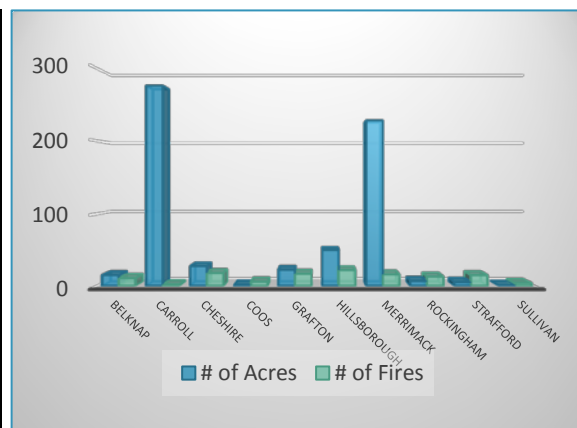 300
200
100
0
BELKNAP
CARROLL
CHESHIRE
COOS
GRAFTON
HILLSBOROUGH
MERRIMACK
ROCKINGHAM
STRAFFORD
SULLIVAN
# of Acres # of Fires